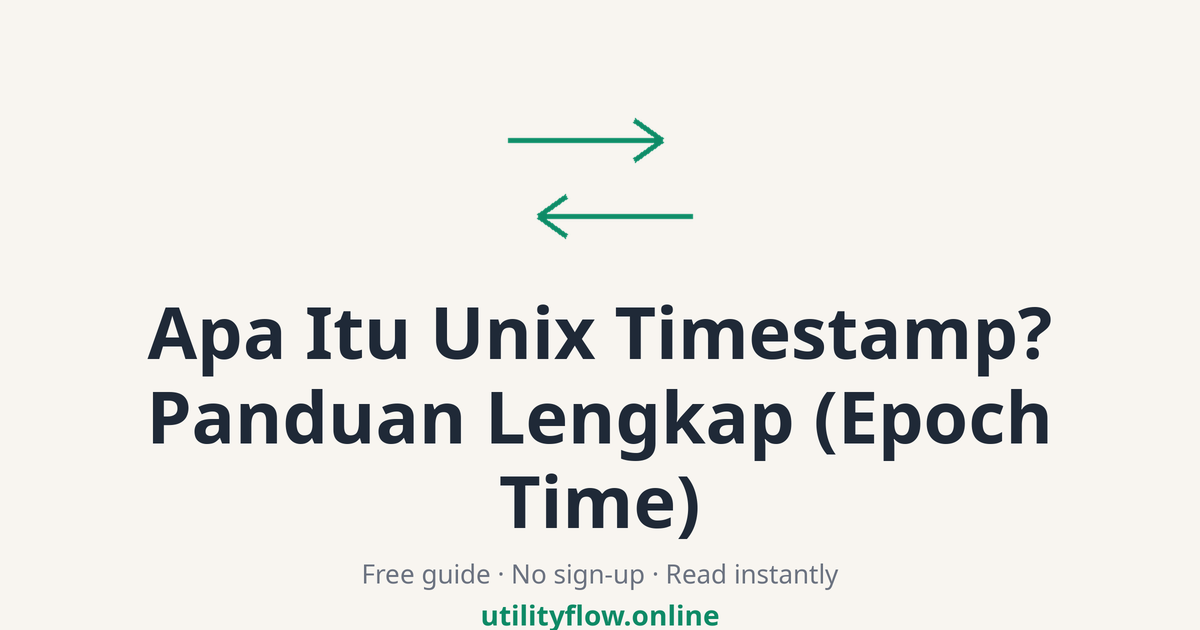 Apa Itu Unix Timestamp?
Panduan Lengkap (Epoch
Time)
Free guide · No sign-up · Read instantly
utilityflow.online